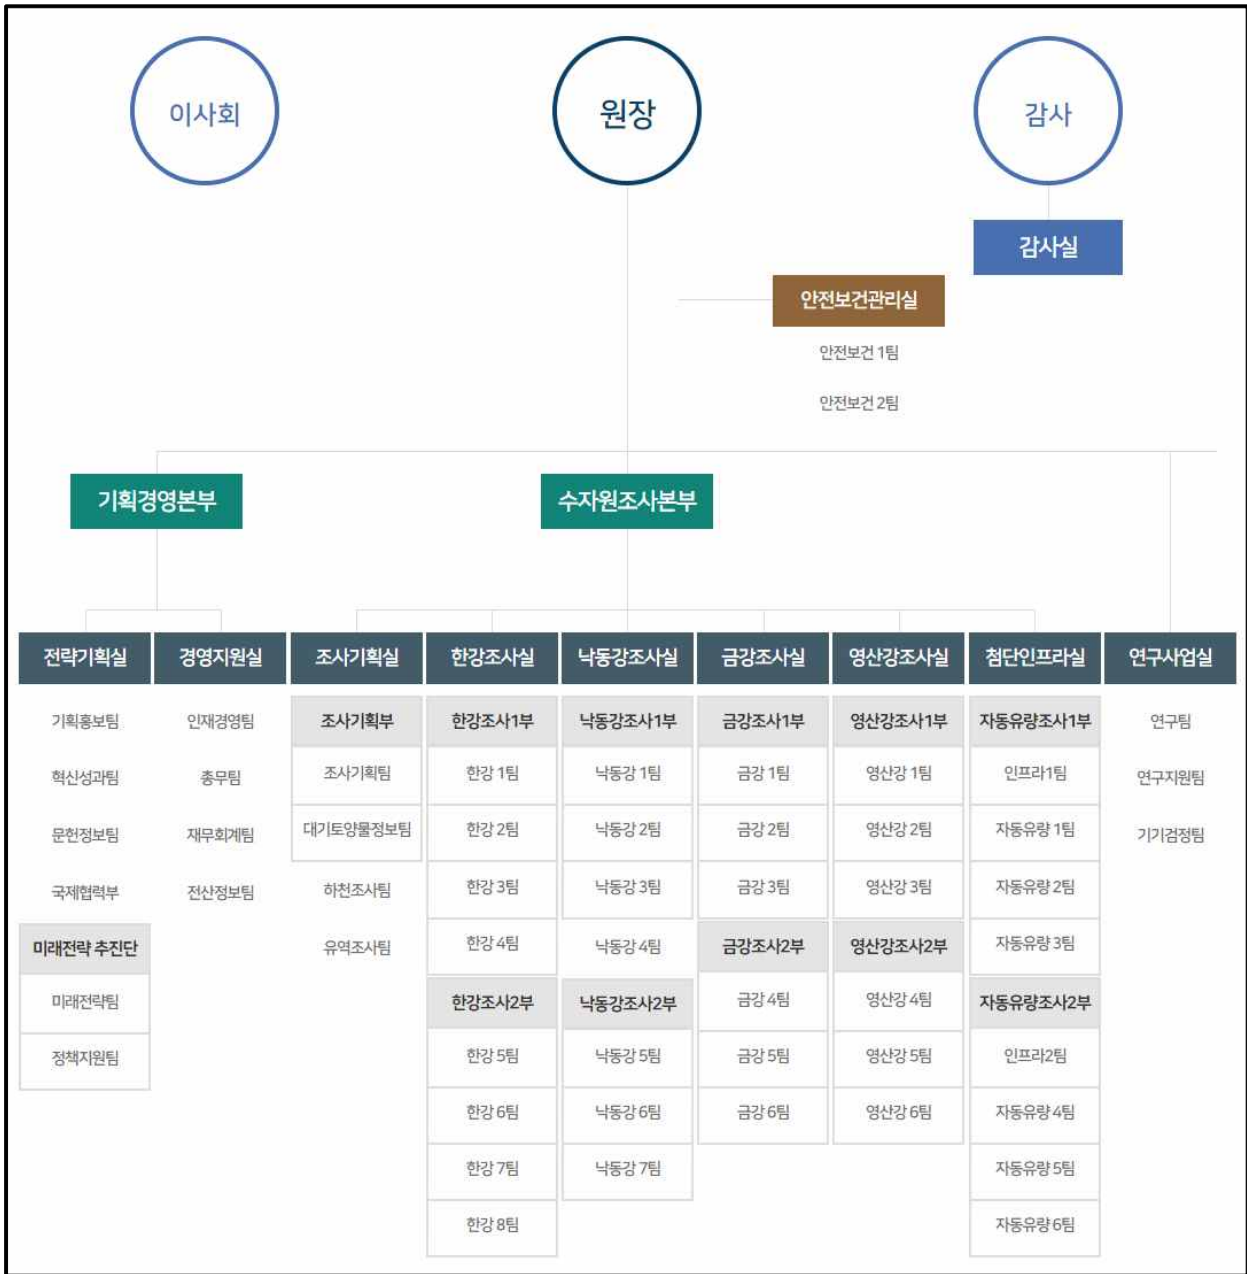 이사회
원장
감사
감사실
안전보건관리실
안전보건 1팀
안전보건 2팀
기획경영본부
수자원조사본부
전략기획실
기획홍보팀
혁신성과팀
문헌정보팀
국제협력부
미래전략 추진단
미래전략팀
정책지원팀
경영지원실
인재경영팀
총무팀
재무회계팀
전산정보팀
조사기획실
조사기획부
조사기획팀
대기토양물정보팀
하천조사팀
유역조사팀
한강조사실
한강조사1부
한강 1팀
한강 2팀
한강 3팀
한강 4팀
한강조사2부
한강 5팀
한강 6팀
한강 7팀
한강 8팀
낙동강조사실
낙동강조사1부
낙동강 1팀
낙동강 2팀
낙동강 3팀
낙동강 4팀
낙동강조사2부
낙동강 5팀
낙동강 6팀
낙동강 7팀
금강조사실
금강조사1부
금강 1팀
금강 2팀
금강 3팀
금강조사2부
금강 4팀
금강 5팀
금강 6팀
영산강조사실
영산강조사1부
영산강 1팀
영산강 2팀
영산강 3팀
영산강조사2부
영산강 4팀
영산강 5팀
영산강 6팀
첨단인프라실
자동유량조사1부
인프라1팀
자동유량 1팀
자동유량 2팀
자동유량 3팀
자동유량조사2부
인프라2팀
자동유량 4팀
자동유량 5팀
자동유량 6팀
연구사업실
연구팀
연구지원팀
기기검정팀